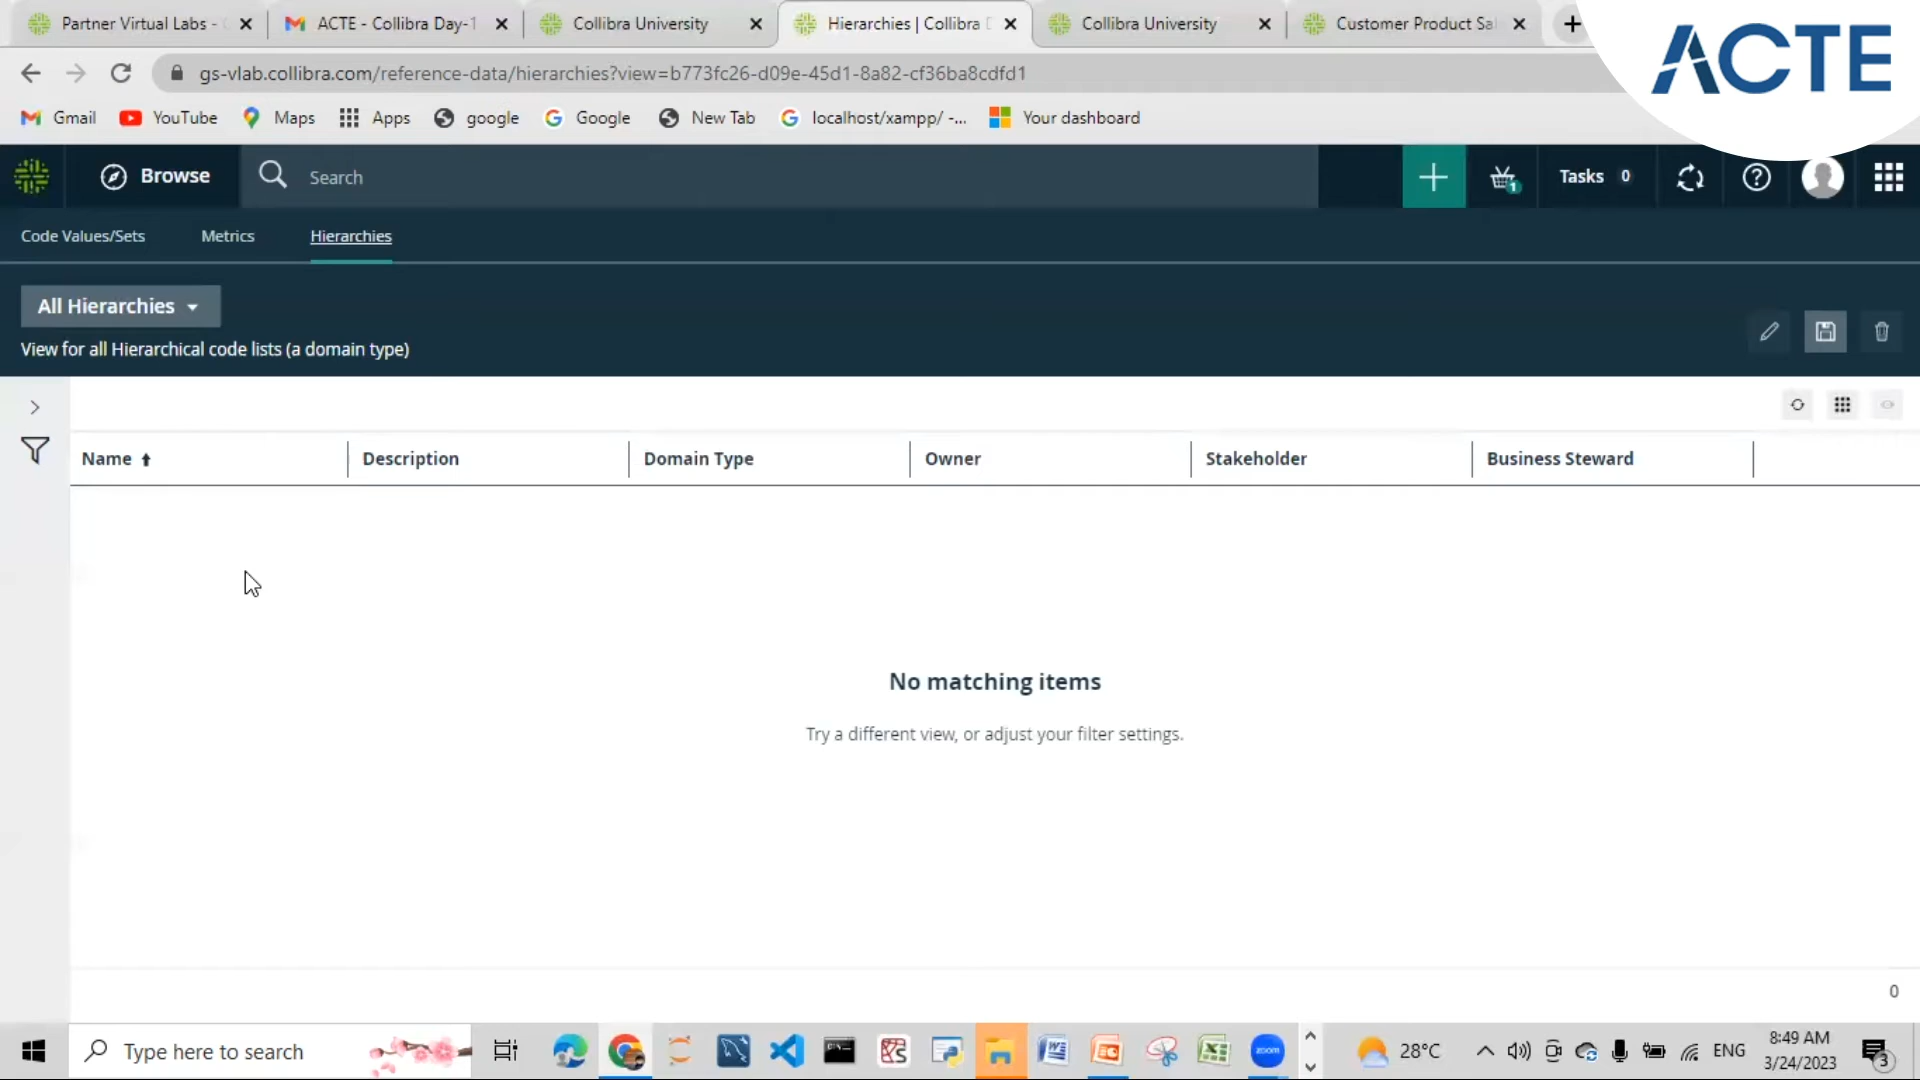 Partner Virtual Labs -
ACTE - Collibra Day-1
Collibra University
Hierarchies | Collibra
Collibra University
Customer Product Sal
ACTE
gs-vlab.collibra.com/reference-data/hierarchies?view=b773fc26-d09e-45d1-8a82-cf36ba8cdfd1
Gmail YouTube Maps Apps google Google New Tab localhost/xampp/ -... Your dashboard
Browse Search 1 Tasks 0
Code Values/Sets Metrics Hierarchies
All Hierarchies
View for all Hierarchical code lists (a domain type)
Name Description Domain Type Owner Stakeholder Business Steward
No matching items
Try a different view, or adjust your filter settings.
0
Type here to search
zoom
28°C
ENG
8:49 AM
3/24/2023
3